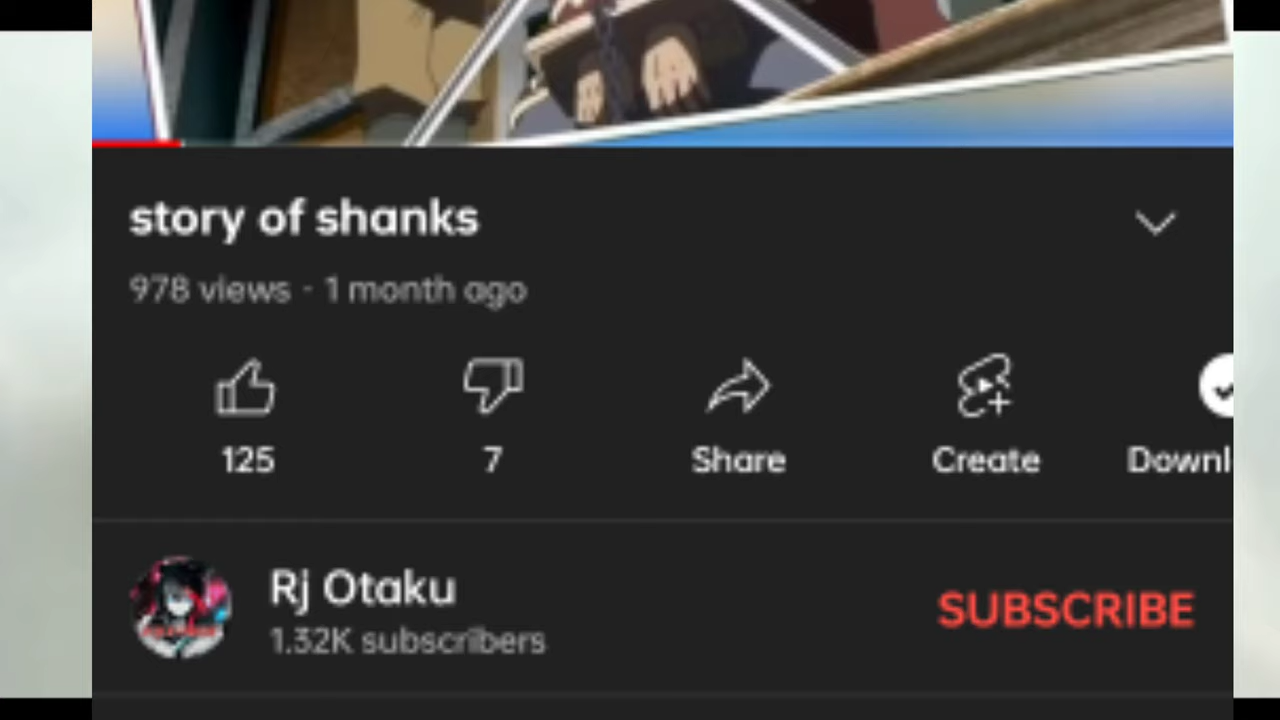 story of shanks
978 views · 1 month ago
125
7
Share
Create
Downl
Rj Otaku
1.32K subscribers
SUBSCRIBE